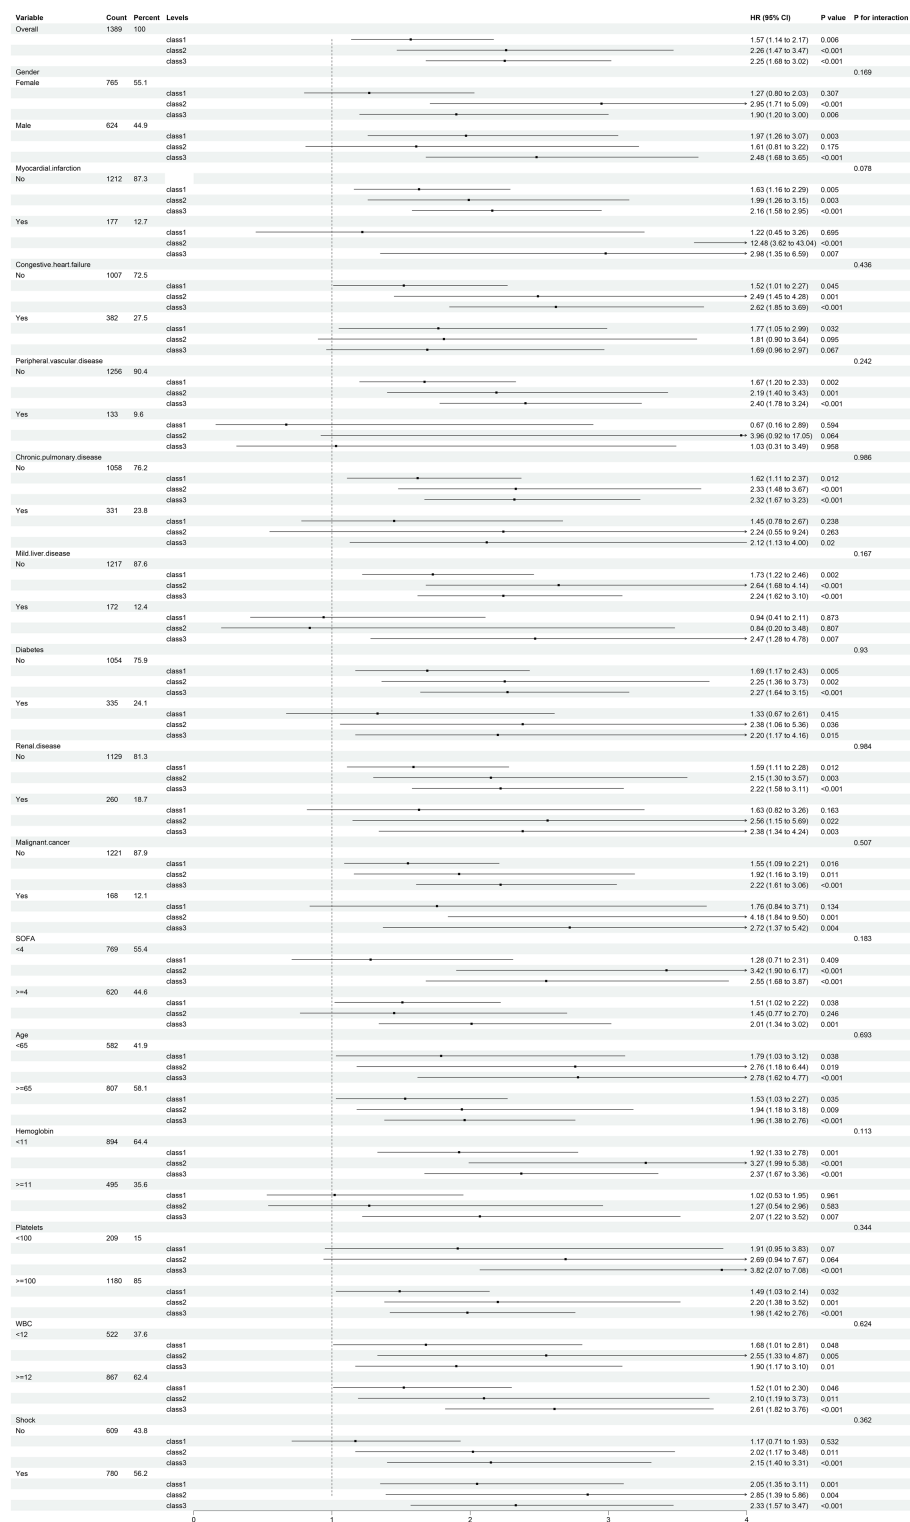 Variable Count Percent Levels HR (95% CI) P value P for interaction
Overall 1389 100
class1 1.57 (1.14 to 2.17) 0.006
class2 2.26 (1.47 to 3.47) <0.001
class3 2.25 (1.68 to 3.02) <0.001
Gender 0.169
Female 765 55.1
class1 1.27 (0.80 to 2.03) 0.307
class2 2.95 (1.71 to 5.09) <0.001
class3 1.90 (1.20 to 3.00) 0.006
Male 624 44.9
class1 1.97 (1.26 to 3.07) 0.003
class2 1.61 (0.81 to 3.22) 0.175
class3 2.48 (1.68 to 3.65) <0.001
Myocardial.infarction 0.078
No 1212 87.3
class1 1.63 (1.16 to 2.29) 0.005
class2 1.99 (1.26 to 3.15) 0.003
class3 2.16 (1.58 to 2.95) <0.001
Yes 177 12.7
class1 1.22 (0.45 to 3.26) 0.695
class2 12.48 (3.62 to 43.04) <0.001
class3 2.98 (1.35 to 6.59) 0.007
Congestive.heart.failure 0.436
No 1007 72.5
class1 1.52 (1.01 to 2.27) 0.045
class2 2.49 (1.45 to 4.28) 0.001
class3 2.62 (1.85 to 3.69) <0.001
Yes 382 27.5
class1 1.77 (1.05 to 2.99) 0.032
class2 1.81 (0.90 to 3.64) 0.095
class3 1.69 (0.96 to 2.97) 0.067
Peripheral.vascular.disease 0.242
No 1256 90.4
class1 1.67 (1.20 to 2.33) 0.002
class2 2.19 (1.40 to 3.43) 0.001
class3 2.40 (1.78 to 3.24) <0.001
Yes 133 9.6
class1 0.67 (0.16 to 2.89) 0.594
class2 3.96 (0.92 to 17.05) 0.064
class3 1.03 (0.31 to 3.49) 0.958
Chronic.pulmonary.disease 0.986
No 1058 76.2
class1 1.62 (1.11 to 2.37) 0.012
class2 2.33 (1.48 to 3.67) <0.001
class3 2.32 (1.67 to 3.23) <0.001
Yes 331 23.8
class1 1.45 (0.78 to 2.67) 0.238
class2 2.24 (0.55 to 9.24) 0.263
class3 2.12 (1.13 to 4.00) 0.02
Mild.liver.disease 0.167
No 1217 87.6
class1 1.73 (1.22 to 2.46) 0.002
class2 2.64 (1.68 to 4.14) <0.001
class3 2.24 (1.62 to 3.10) <0.001
Yes 172 12.4
class1 0.94 (0.41 to 2.11) 0.873
class2 0.84 (0.20 to 3.48) 0.807
class3 2.47 (1.28 to 4.78) 0.007
Diabetes 0.93
No 1054 75.9
class1 1.69 (1.17 to 2.43) 0.005
class2 2.25 (1.36 to 3.73) 0.002
class3 2.27 (1.64 to 3.15) <0.001
Yes 335 24.1
class1 1.33 (0.67 to 2.61) 0.415
class2 2.38 (1.06 to 5.36) 0.036
class3 2.20 (1.17 to 4.16) 0.015
Renal.disease 0.984
No 1129 81.3
class1 1.59 (1.11 to 2.28) 0.012
class2 2.15 (1.30 to 3.57) 0.003
class3 2.22 (1.58 to 3.11) <0.001
Yes 260 18.7
class1 1.63 (0.82 to 3.26) 0.163
class2 2.56 (1.15 to 5.69) 0.022
class3 2.38 (1.34 to 4.24) 0.003
Malignant.cancer 0.507
No 1221 87.9
class1 1.55 (1.09 to 2.21) 0.016
class2 1.92 (1.16 to 3.19) 0.011
class3 2.22 (1.61 to 3.06) <0.001
Yes 168 12.1
class1 1.76 (0.84 to 3.71) 0.134
class2 4.18 (1.84 to 9.50) 0.001
class3 2.72 (1.37 to 5.42) 0.004
SOFA 0.183
<4 769 55.4
class1 1.28 (0.71 to 2.31) 0.409
class2 3.42 (1.90 to 6.17) <0.001
class3 2.55 (1.68 to 3.87) <0.001
>=4 620 44.6
class1 1.51 (1.02 to 2.22) 0.038
class2 1.45 (0.77 to 2.70) 0.246
class3 2.01 (1.34 to 3.02) 0.001
Age 0.693
<65 582 41.9
class1 1.79 (1.03 to 3.12) 0.038
class2 2.76 (1.18 to 6.44) 0.019
class3 2.78 (1.62 to 4.77) <0.001
>=65 807 58.1
class1 1.53 (1.03 to 2.27) 0.035
class2 1.94 (1.18 to 3.18) 0.009
class3 1.96 (1.38 to 2.76) <0.001
Hemoglobin 0.113
<11 894 64.4
class1 1.92 (1.33 to 2.78) 0.001
class2 3.27 (1.99 to 5.38) <0.001
class3 2.37 (1.67 to 3.36) <0.001
>=11 495 35.6
class1 1.02 (0.53 to 1.95) 0.961
class2 1.27 (0.54 to 2.96) 0.583
class3 2.07 (1.22 to 3.52) 0.007
Platelets 0.344
<100 209 15
class1 1.91 (0.95 to 3.83) 0.07
class2 2.69 (0.94 to 7.67) 0.064
class3 3.82 (2.07 to 7.08) <0.001
>=100 1180 85
class1 1.49 (1.03 to 2.14) 0.032
class2 2.20 (1.38 to 3.52) 0.001
class3 1.98 (1.42 to 2.76) <0.001
WBC 0.624
<12 522 37.6
class1 1.68 (1.01 to 2.81) 0.048
class2 2.55 (1.33 to 4.87) 0.005
class3 1.90 (1.17 to 3.10) 0.01
>=12 867 62.4
class1 1.52 (1.01 to 2.30) 0.046
class2 2.10 (1.19 to 3.73) 0.011
class3 2.61 (1.82 to 3.76) <0.001
Shock 0.362
No 609 43.8
class1 1.17 (0.71 to 1.93) 0.532
class2 2.02 (1.17 to 3.48) 0.011
class3 2.15 (1.40 to 3.31) <0.001
Yes 780 56.2
class1 2.05 (1.35 to 3.11) 0.001
class2 2.85 (1.39 to 5.86) 0.004
class3 2.33 (1.57 to 3.47) <0.001
0 1 2 3 4